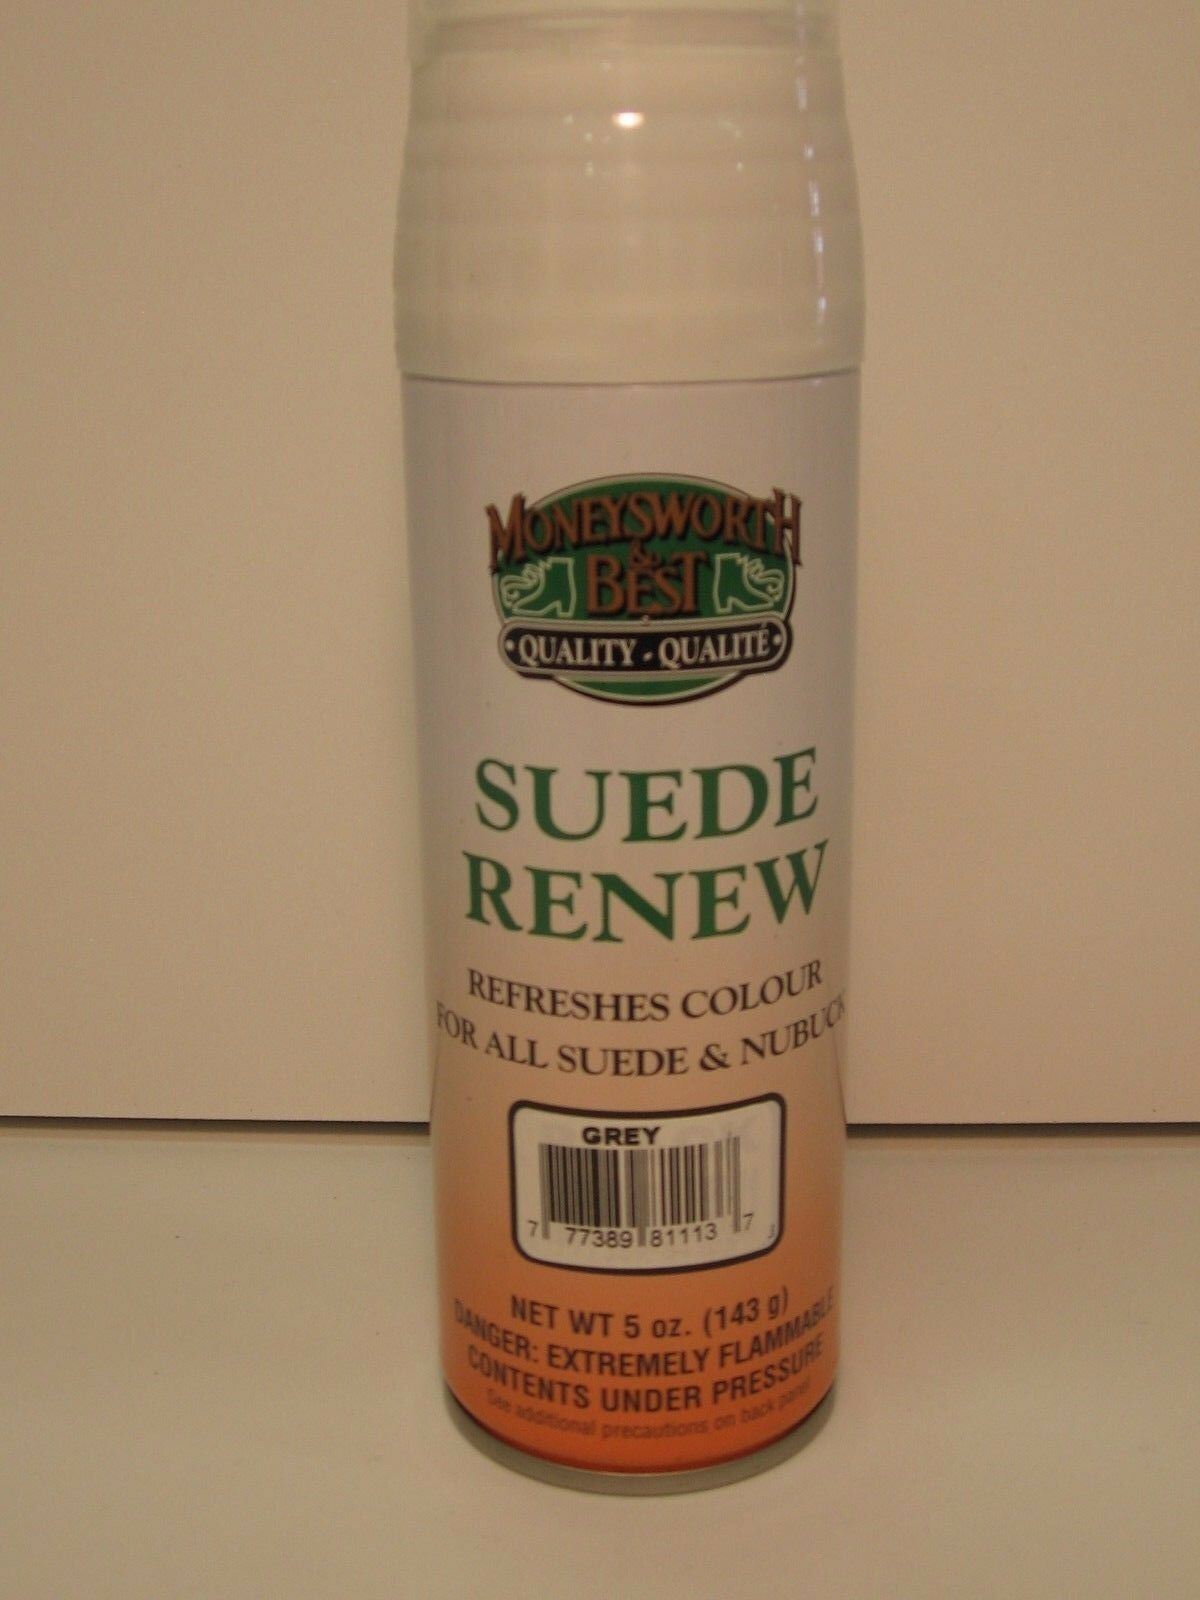 MONEYSWORTH
&
BEST
• QUALITY - QUALITÉ •
SUEDE
RENEW
REFRESHES COLOUR
FOR ALL SUEDE & NUBUCK
GREY
7 77389 81113 7
NET WT 5 oz. (143 g)
DANGER: EXTREMELY FLAMMABLE
CONTENTS UNDER PRESSURE
See additional precautions on back panel